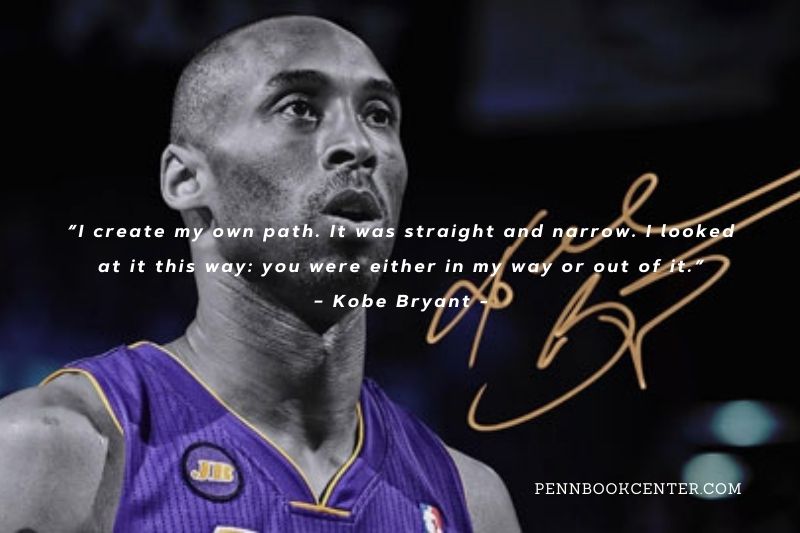 “I create my own path. It was straight and narrow. I looked
at it this way: you were either in my way or out of it.”
– Kobe Bryant -
JB
PENNBOOKCENTER.COM